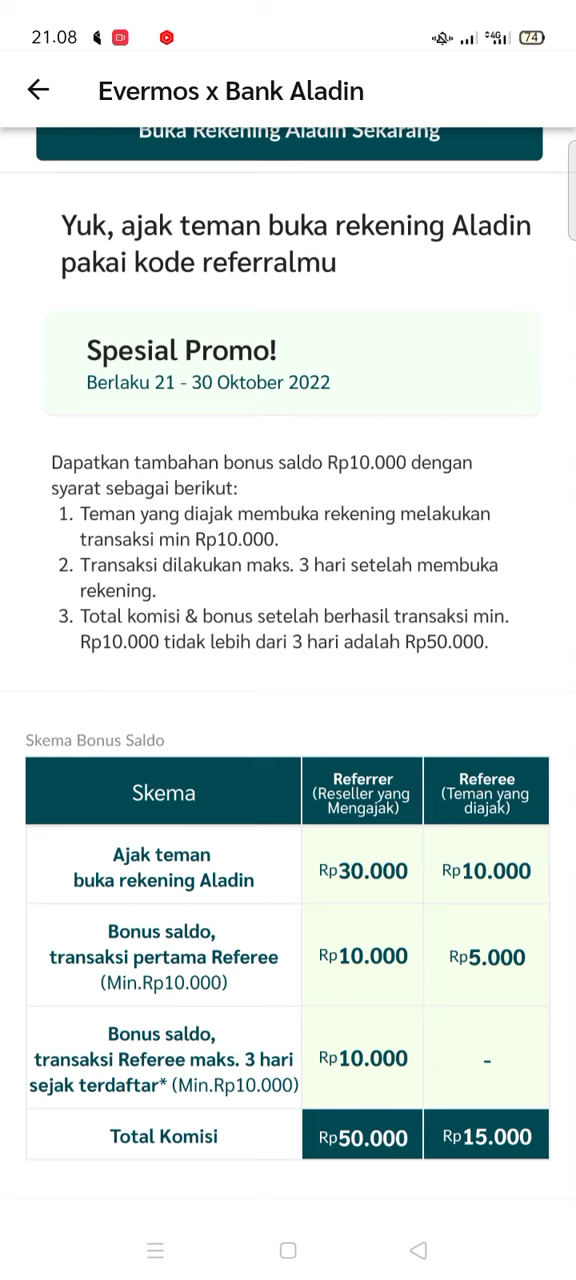 21.08
4G
74
Evermos x Bank Aladin
Buka Rekening Aladin Sekarang
Yuk, ajak teman buka rekening Aladin
pakai kode referralmu
Spesial Promo!
Berlaku 21 - 30 Oktober 2022
Dapatkan tambahan bonus saldo Rp10.000 dengan
syarat sebagai berikut:
1. Teman yang diajak membuka rekening melakukan
transaksi min Rp10.000.
2. Transaksi dilakukan maks. 3 hari setelah membuka
rekening.
3. Total komisi & bonus setelah berhasil transaksi min.
Rp10.000 tidak lebih dari 3 hari adalah Rp50.000.
Skema Bonus Saldo
Skema
Referrer
(Reseller yang
Mengajak)
Referee
(Teman yang
diajak)
Ajak teman
buka rekening Aladin
Rp30.000
Rp10.000
Bonus saldo,
transaksi pertama Referee
(Min.Rp10.000)
Rp10.000
Rp5.000
Bonus saldo,
transaksi Referee maks. 3 hari
sejak terdaftar* (Min.Rp10.000)
Rp10.000
-
Total Komisi
Rp50.000
Rp15.000